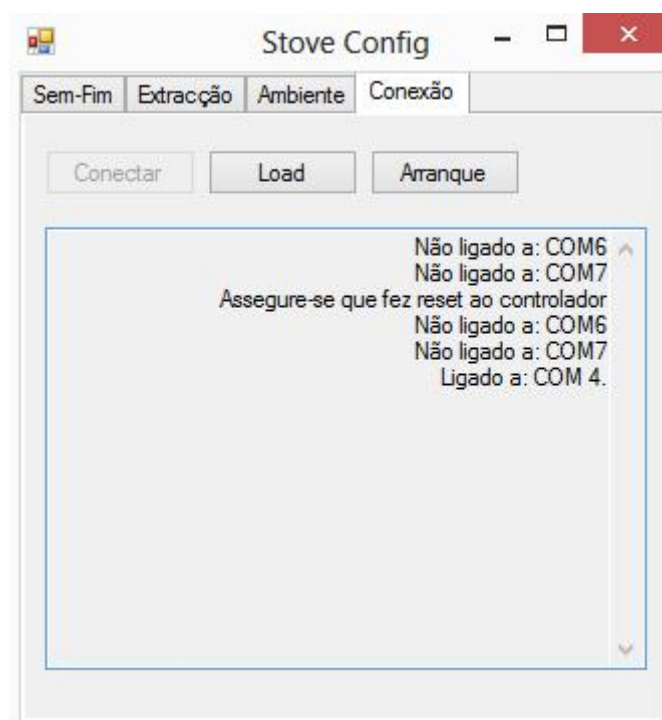 Stove Config
Sem-Fim Extracção Ambiente Conexão
Conectar Load Arranque
Não ligado a: COM6
Não ligado a: COM7
Assegure-se que fez reset ao controlador
Não ligado a: COM6
Não ligado a: COM7
Ligado a: COM 4.